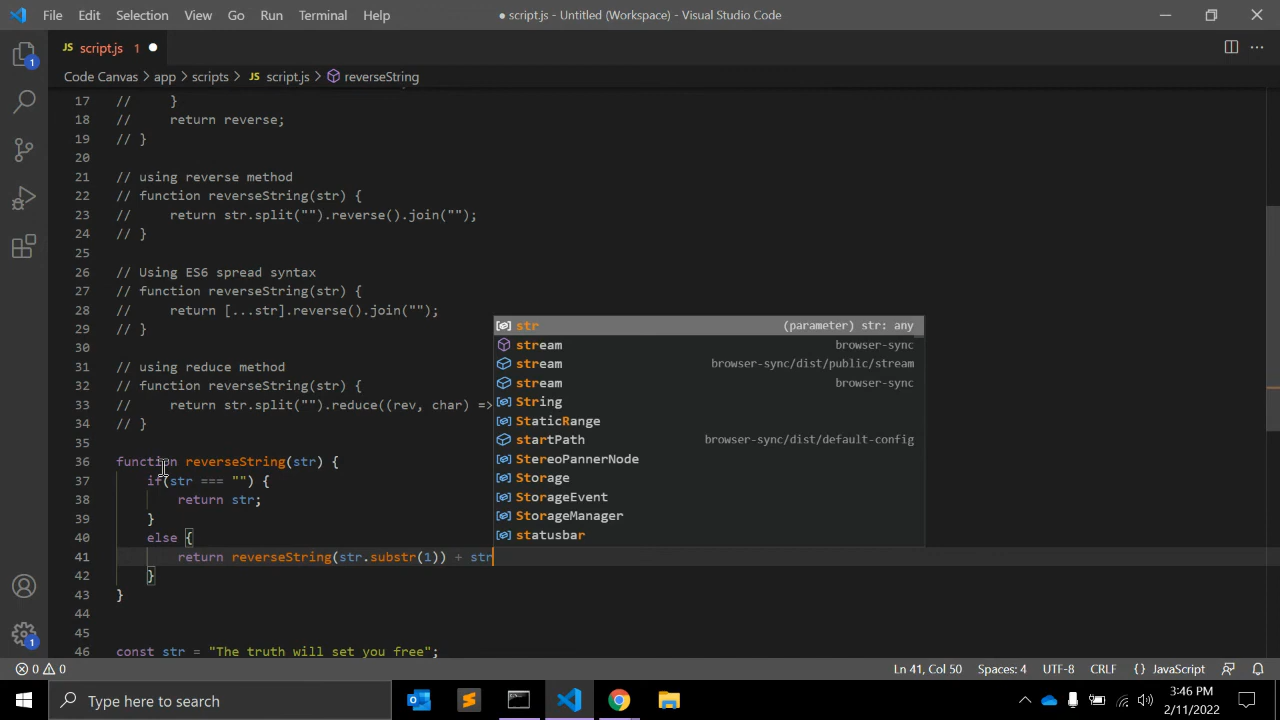 File Edit Selection View Go Run Terminal Help
● script.js - Untitled (Workspace) - Visual Studio Code
JS script.js 1
Code Canvas > app > scripts > JS script.js > reverseString
17 // }
18 // return reverse;
19 // }
20
21 // using reverse method
22 // function reverseString(str) {
23 // return str.split("").reverse().join("");
24 // }
25
26 // Using ES6 spread syntax
27 // function reverseString(str) {
28 // return [...str].reverse().join("");
29 // }
30
31 // using reduce method
32 // function reverseString(str) {
33 // return str.split("").reduce((rev, char) =>
34 // }
35
36 function reverseString(str) {
37 if(str === "") {
38 return str;
39 }
40 else {
41 return reverseString(str.substr(1)) + str
42 }
43 }
44
45
46 const str = "The truth will set you free";
str (parameter) str: any
stream browser-sync
stream browser-sync/dist/public/stream
stream browser-sync
String
StaticRange
startPath browser-sync/dist/default-config
StereoPannerNode
Storage
StorageEvent
StorageManager
statusbar
1
1
0 0
Ln 41, Col 50 Spaces: 4 UTF-8 CRLF {} JavaScript
Type here to search
3:46 PM
2/11/2022